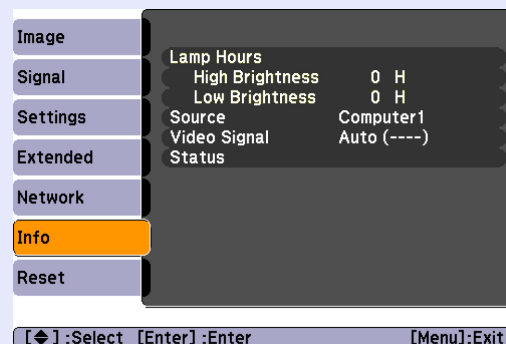 Image
Signal
Settings
Extended
Network
Info
Reset
Lamp Hours
High Brightness 0 H
Low Brightness 0 H
Source Computer1
Video Signal Auto (----)
Status
[◆] :Select [Enter] :Enter [Menu]:Exit